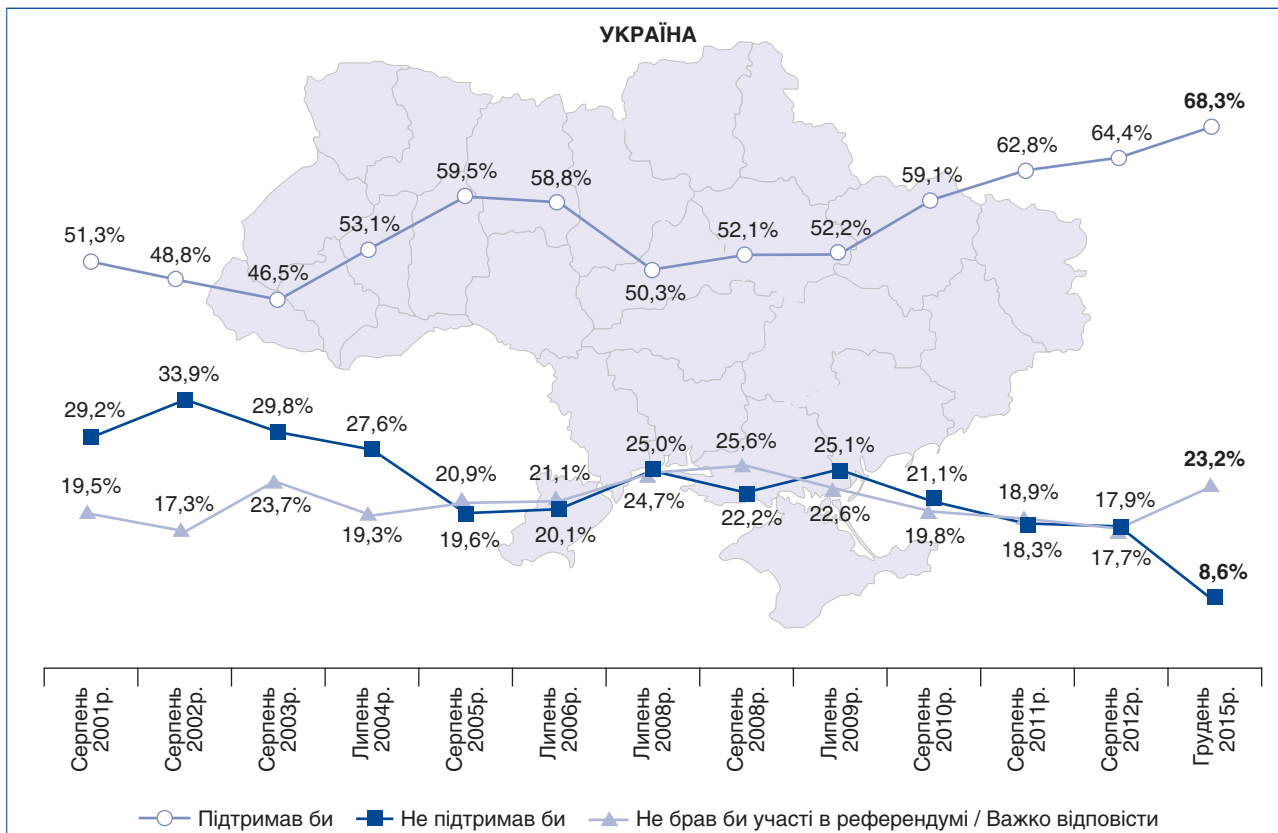 УКРАЇНА
68,3%
64,4%
62,8%
59,5%
58,8%
59,1%
53,1%
52,1%
52,2%
51,3%
48,8%
46,5%
50,3%
33,9%
29,2%
29,8%
27,6%
25,0%
25,6%
25,1%
20,9%
21,1%
21,1%
23,2%
19,5%
17,3%
23,7%
24,7%
18,9%
17,9%
19,3%
19,6%
20,1%
22,2%
22,6%
19,8%
18,3%
17,7%
8,6%
Серпень
2001р.
Серпень
2002р.
Серпень
2003р.
Липень
2004р.
Серпень
2005р.
Липень
2006р.
Липень
2008р.
Серпень
2008р.
Липень
2009р.
Серпень
2010р.
Серпень
2011р.
Серпень
2012р.
Грудень
2015р.
Підтримав би Не підтримав би Не брав би участі в референдумі / Важко відповісти